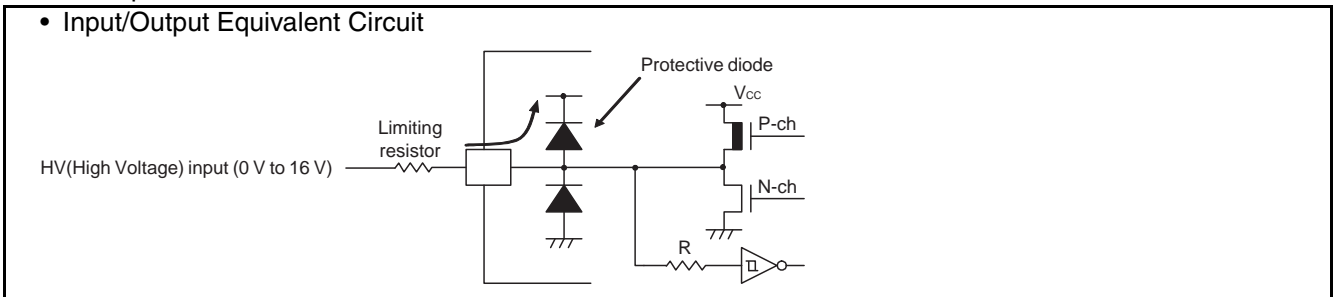 • Input/Output Equivalent Circuit
Protective diode
Vcc
P-ch
Limiting
resistor
HV(High Voltage) input (0 V to 16 V)
N-ch
R